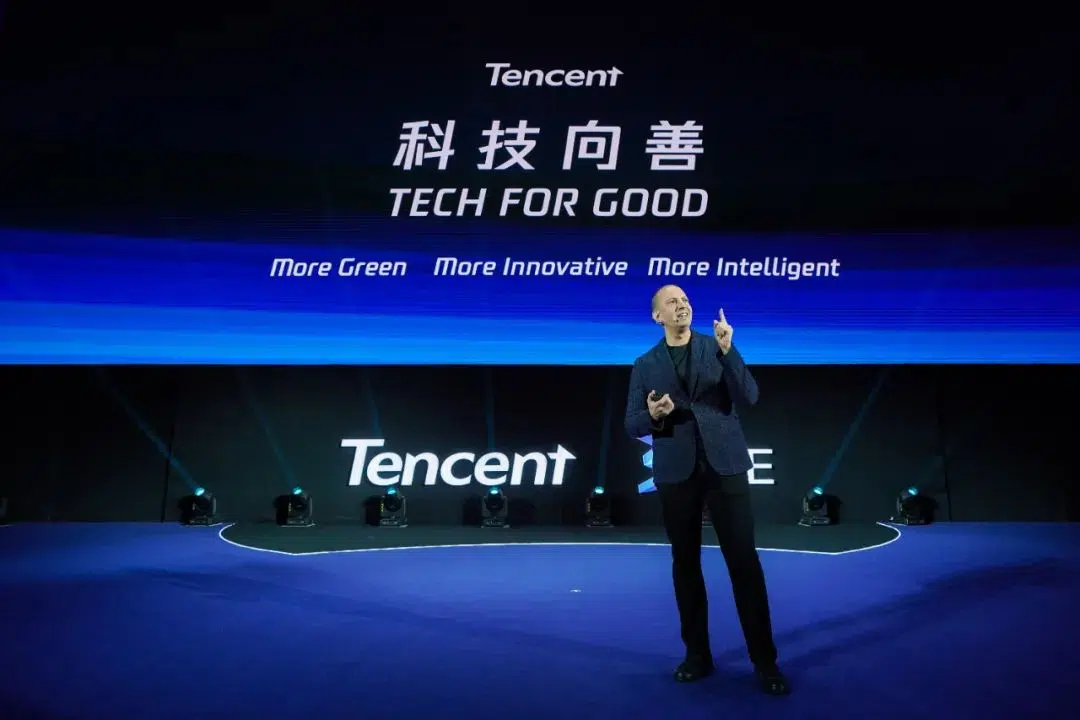 Tencent
科技向善
TECH FOR GOOD
More Green More Innovative More Intelligent
Tencent